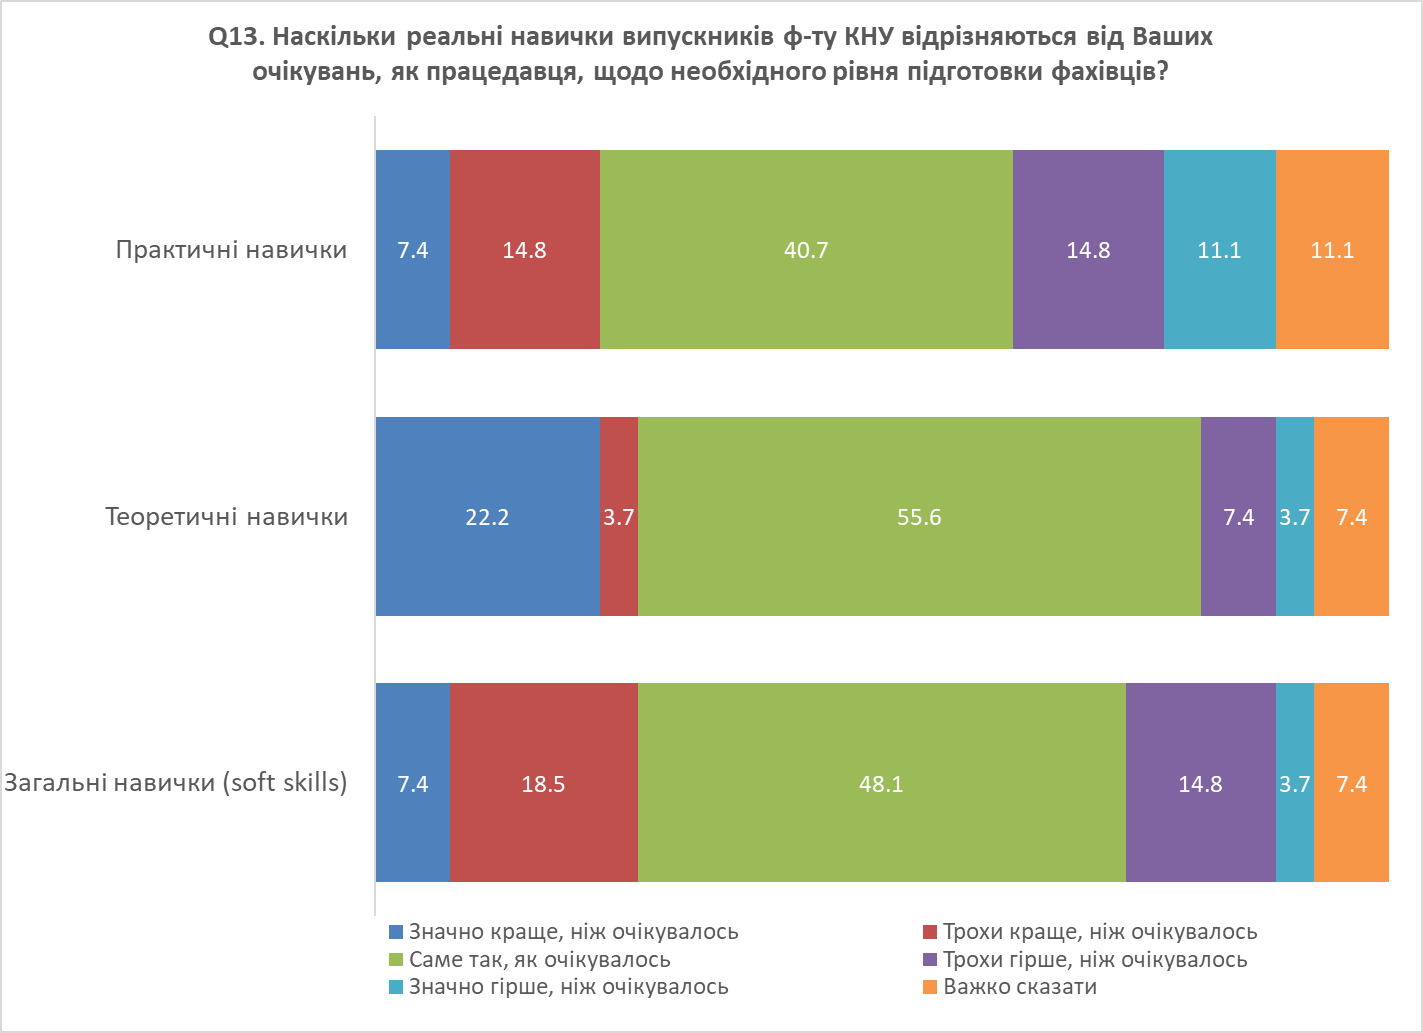 Q13. Наскільки реальні навички випускників ф-ту КНУ відрізняються від Ваших
очікувань, як працедавця, щодо необхідного рівня підготовки фахівців?
Практичні навички
7.4
14.8
40.7
14.8
11.1
11.1
Теоретичні навички
22.2
3.7
55.6
7.4
3.7
7.4
Загальні навички (soft skills)
7.4
18.5
48.1
14.8
3.7
7.4
Значно краще, ніж очікувалось
Трохи краще, ніж очікувалось
Саме так, як очікувалось
Трохи гірше, ніж очікувалось
Значно гірше, ніж очікувалось
Важко сказати